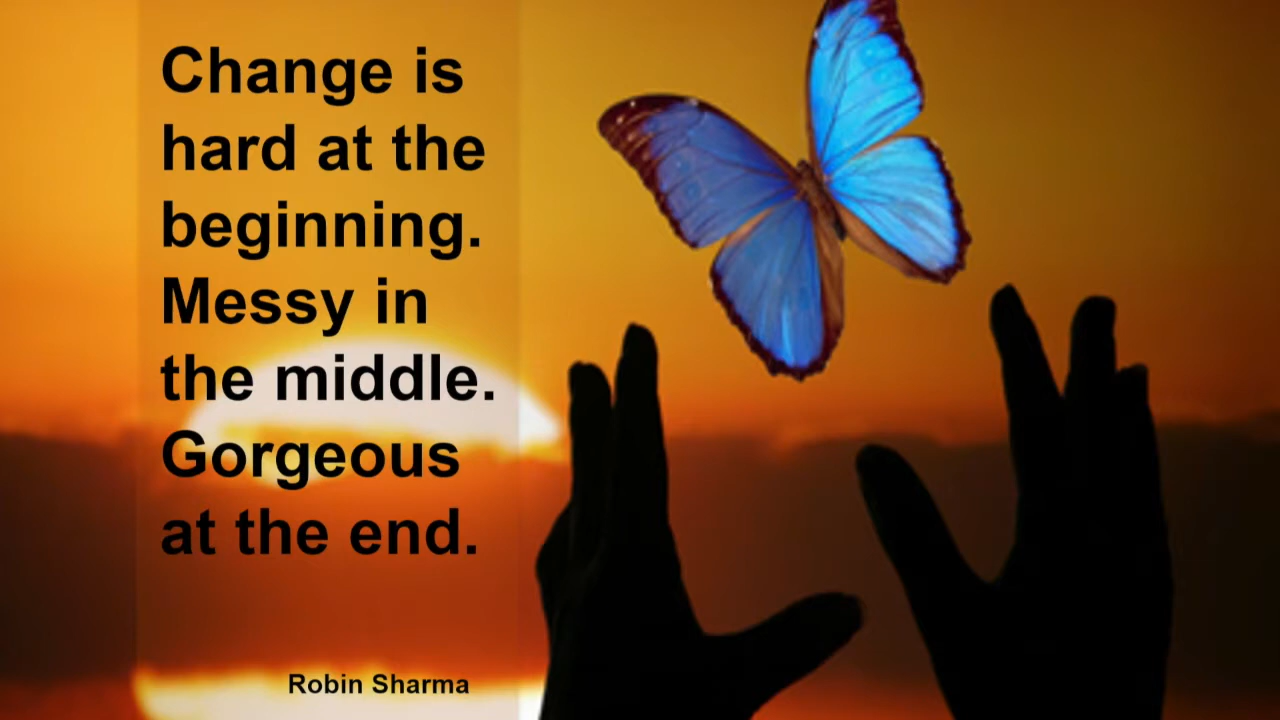 Change is
hard at the
beginning.
Messy in
the middle.
Gorgeous
at the end.
Robin Sharma